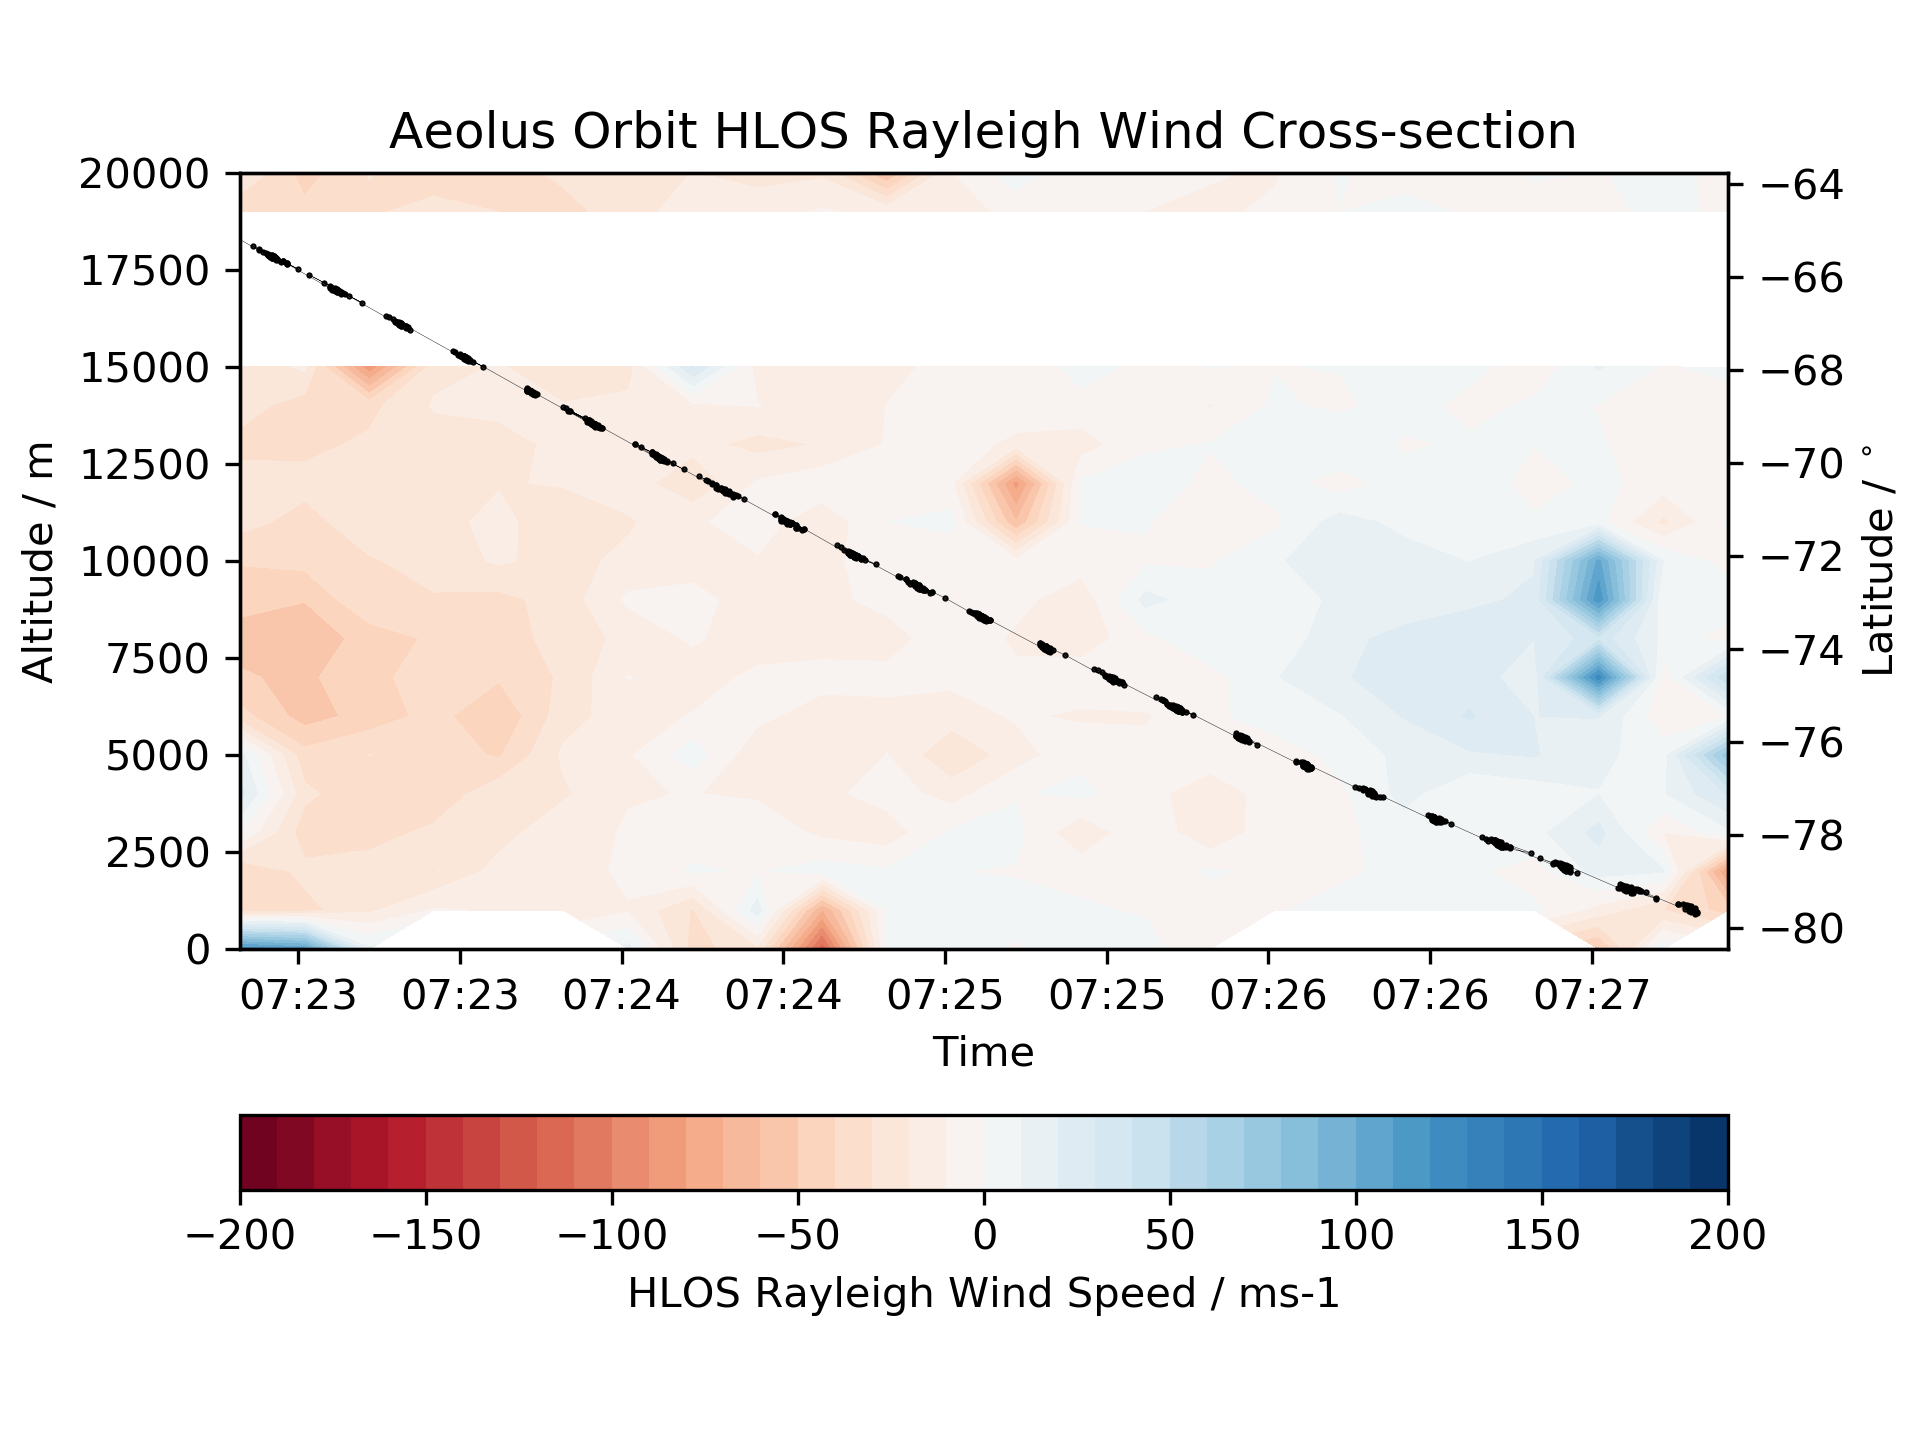 Aeolus Orbit HLOS Rayleigh Wind Cross-section
20000
17500
15000
12500
10000
7500
5000
2500
0
Altitude / m
−64
−66
−68
−70
−72
−74
−76
−78
−80
Latitude / °
07:23 07:23 07:24 07:24 07:25 07:25 07:26 07:26 07:27
Time
−200 −150 −100 −50 0 50 100 150 200
HLOS Rayleigh Wind Speed / ms-1